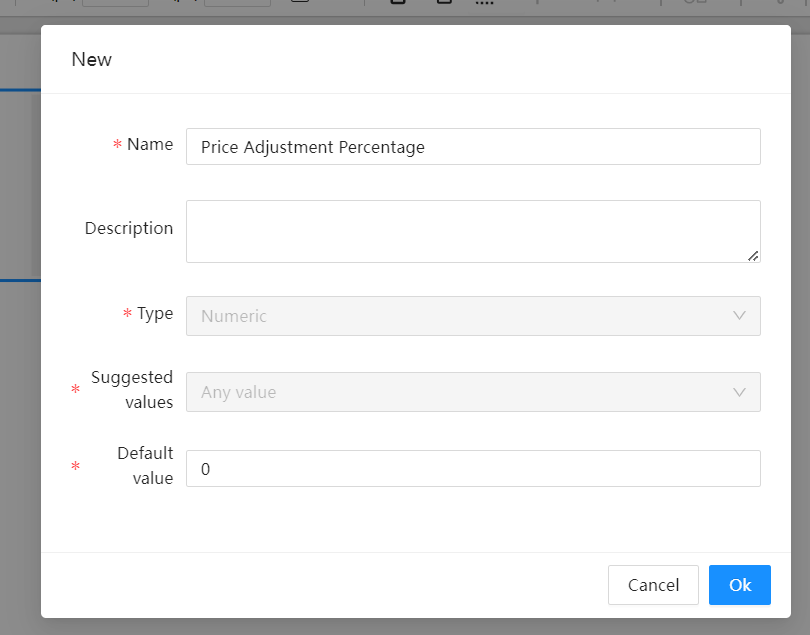 New
* Name
Price Adjustment Percentage
Description
* Type
Numeric
* Suggested values
Any value
* Default value
0
Cancel
Ok